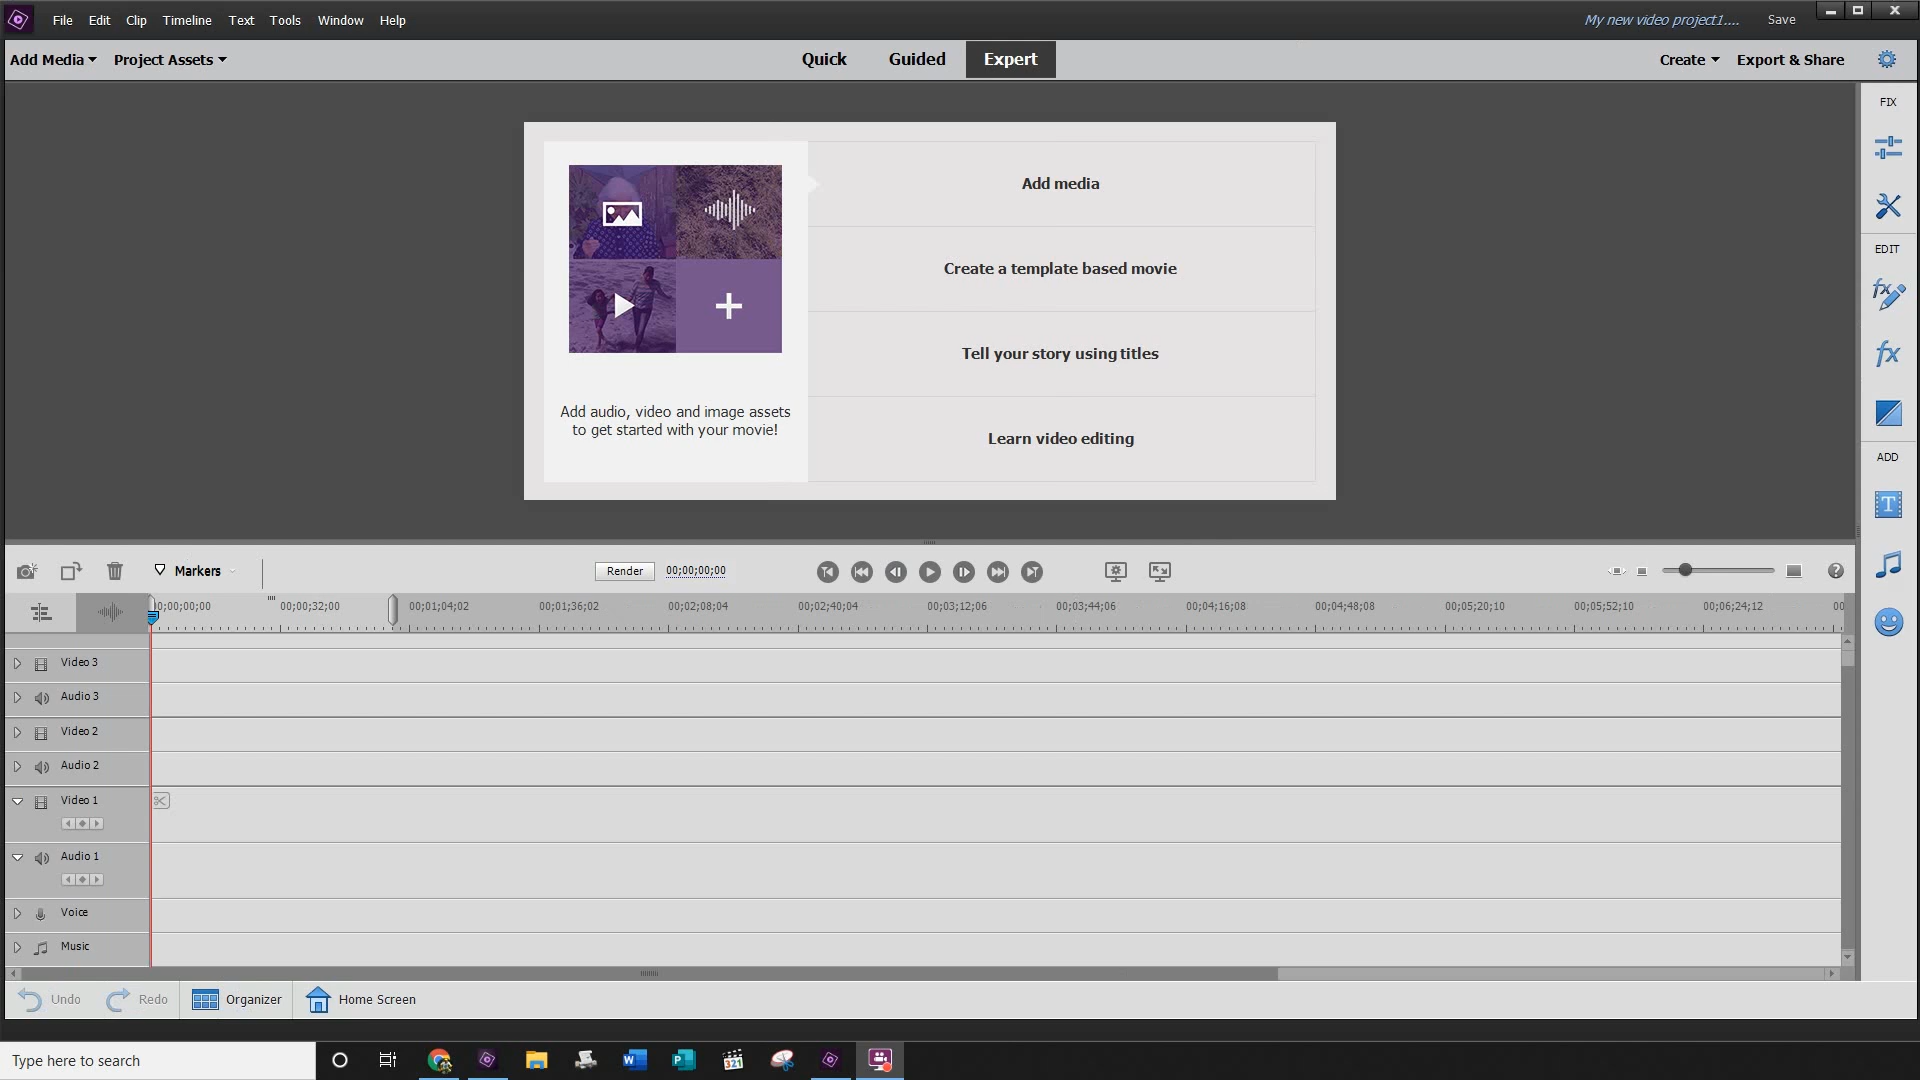 File Edit Clip Timeline Text Tools Window Help
My new video project1.... Save
Add Media Project Assets
Quick Guided Expert
Create Export & Share
FIX
EDIT
fx
fx
ADD
T
Add media
Create a template based movie
Tell your story using titles
Learn video editing
Add audio, video and image assets
to get started with your movie!
Markers
Render 00;00;00;00
?
0;00;00;00 00;00;32;00 00;01;04;02 00;01;36;02 00;02;08;04 00;02;40;04 00;03;12;06 00;03;44;06 00;04;16;08 00;04;48;08 00;05;20;10 00;05;52;10 00;06;24;12 00
Video 3
Audio 3
Video 2
Audio 2
Video 1
Audio 1
Voice
Music
Undo Redo Organizer Home Screen
Type here to search
W P 321